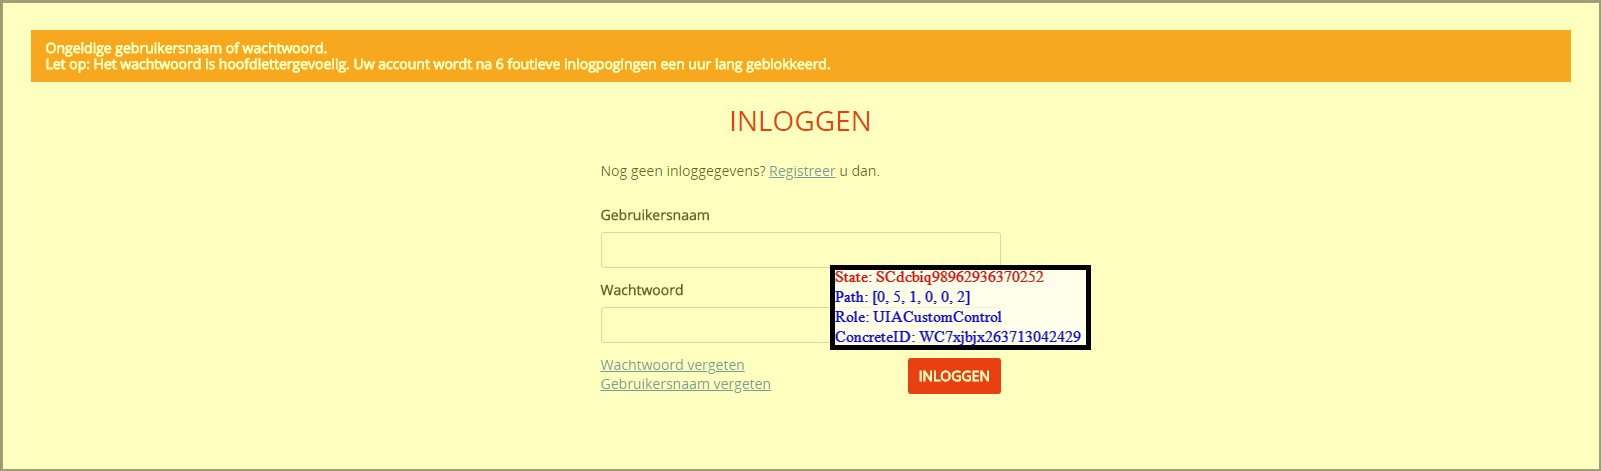 Ongeldige gebruikersnaam of wachtwoord.
Let op: Het wachtwoord is hoofdlettergevoelig. Uw account wordt na 6 foutieve inlogpogingen een uur lang geblokkeerd.
INLOGGEN
Nog geen inloggegevens? Registreer u dan.
Gebruikersnaam
Wachtwoord
State: SCdcbiq98962936370252
Path: [0, 5, 1, 0, 0, 2]
Role: UIACustomControl
ConcreteID: WC7xjbjx263713042429
Wachtwoord vergeten
Gebruikersnaam vergeten
INLOGGEN